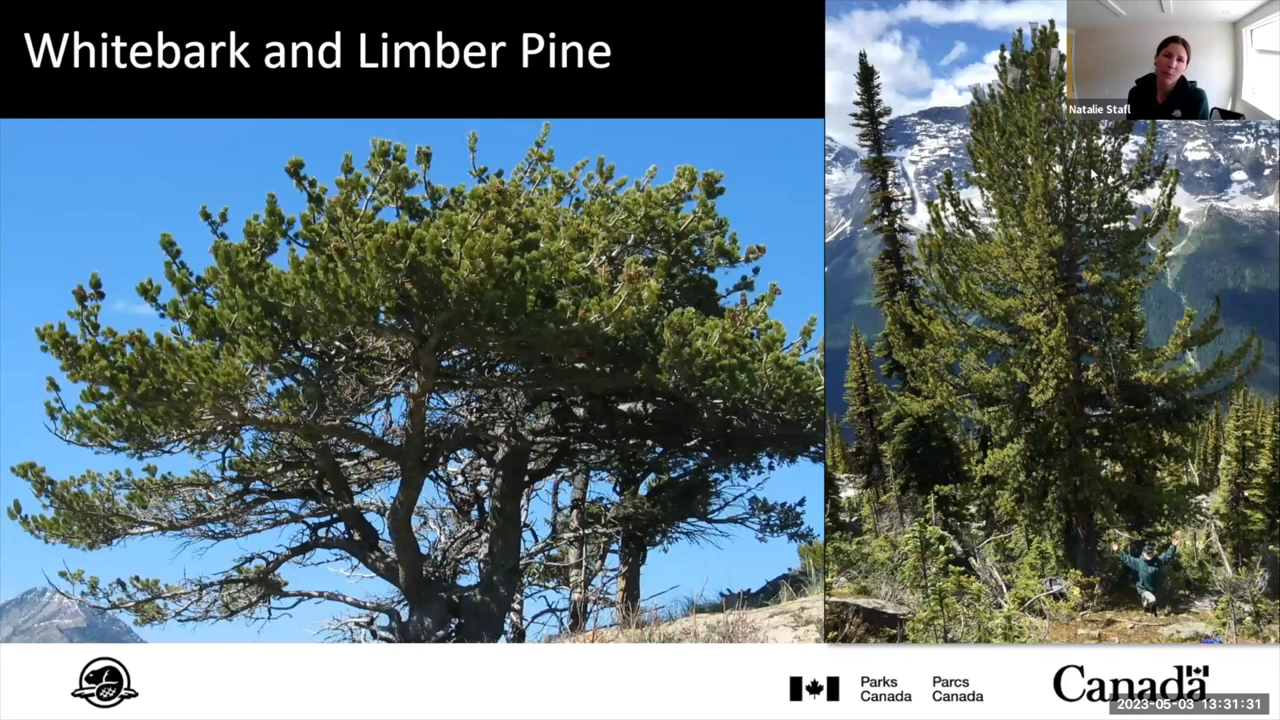 Whitebark and Limber Pine
Natalie Stafl
Parks Canada
Parcs Canada
Canada
2023-05-03 13:31:31